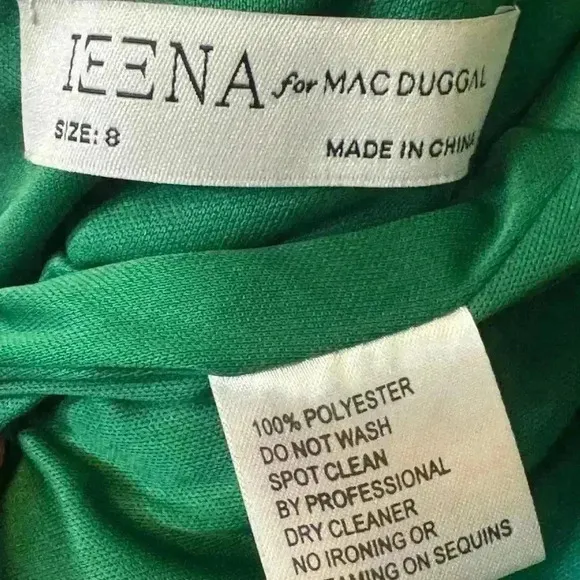 IEENA for MAC DUGGAL
SIZE: 8
MADE IN CHINA
100% POLYESTER
DO NOT WASH
SPOT CLEAN
BY PROFESSIONAL
DRY CLEANER
NO IRONING OR
STEAMING ON SEQUINS